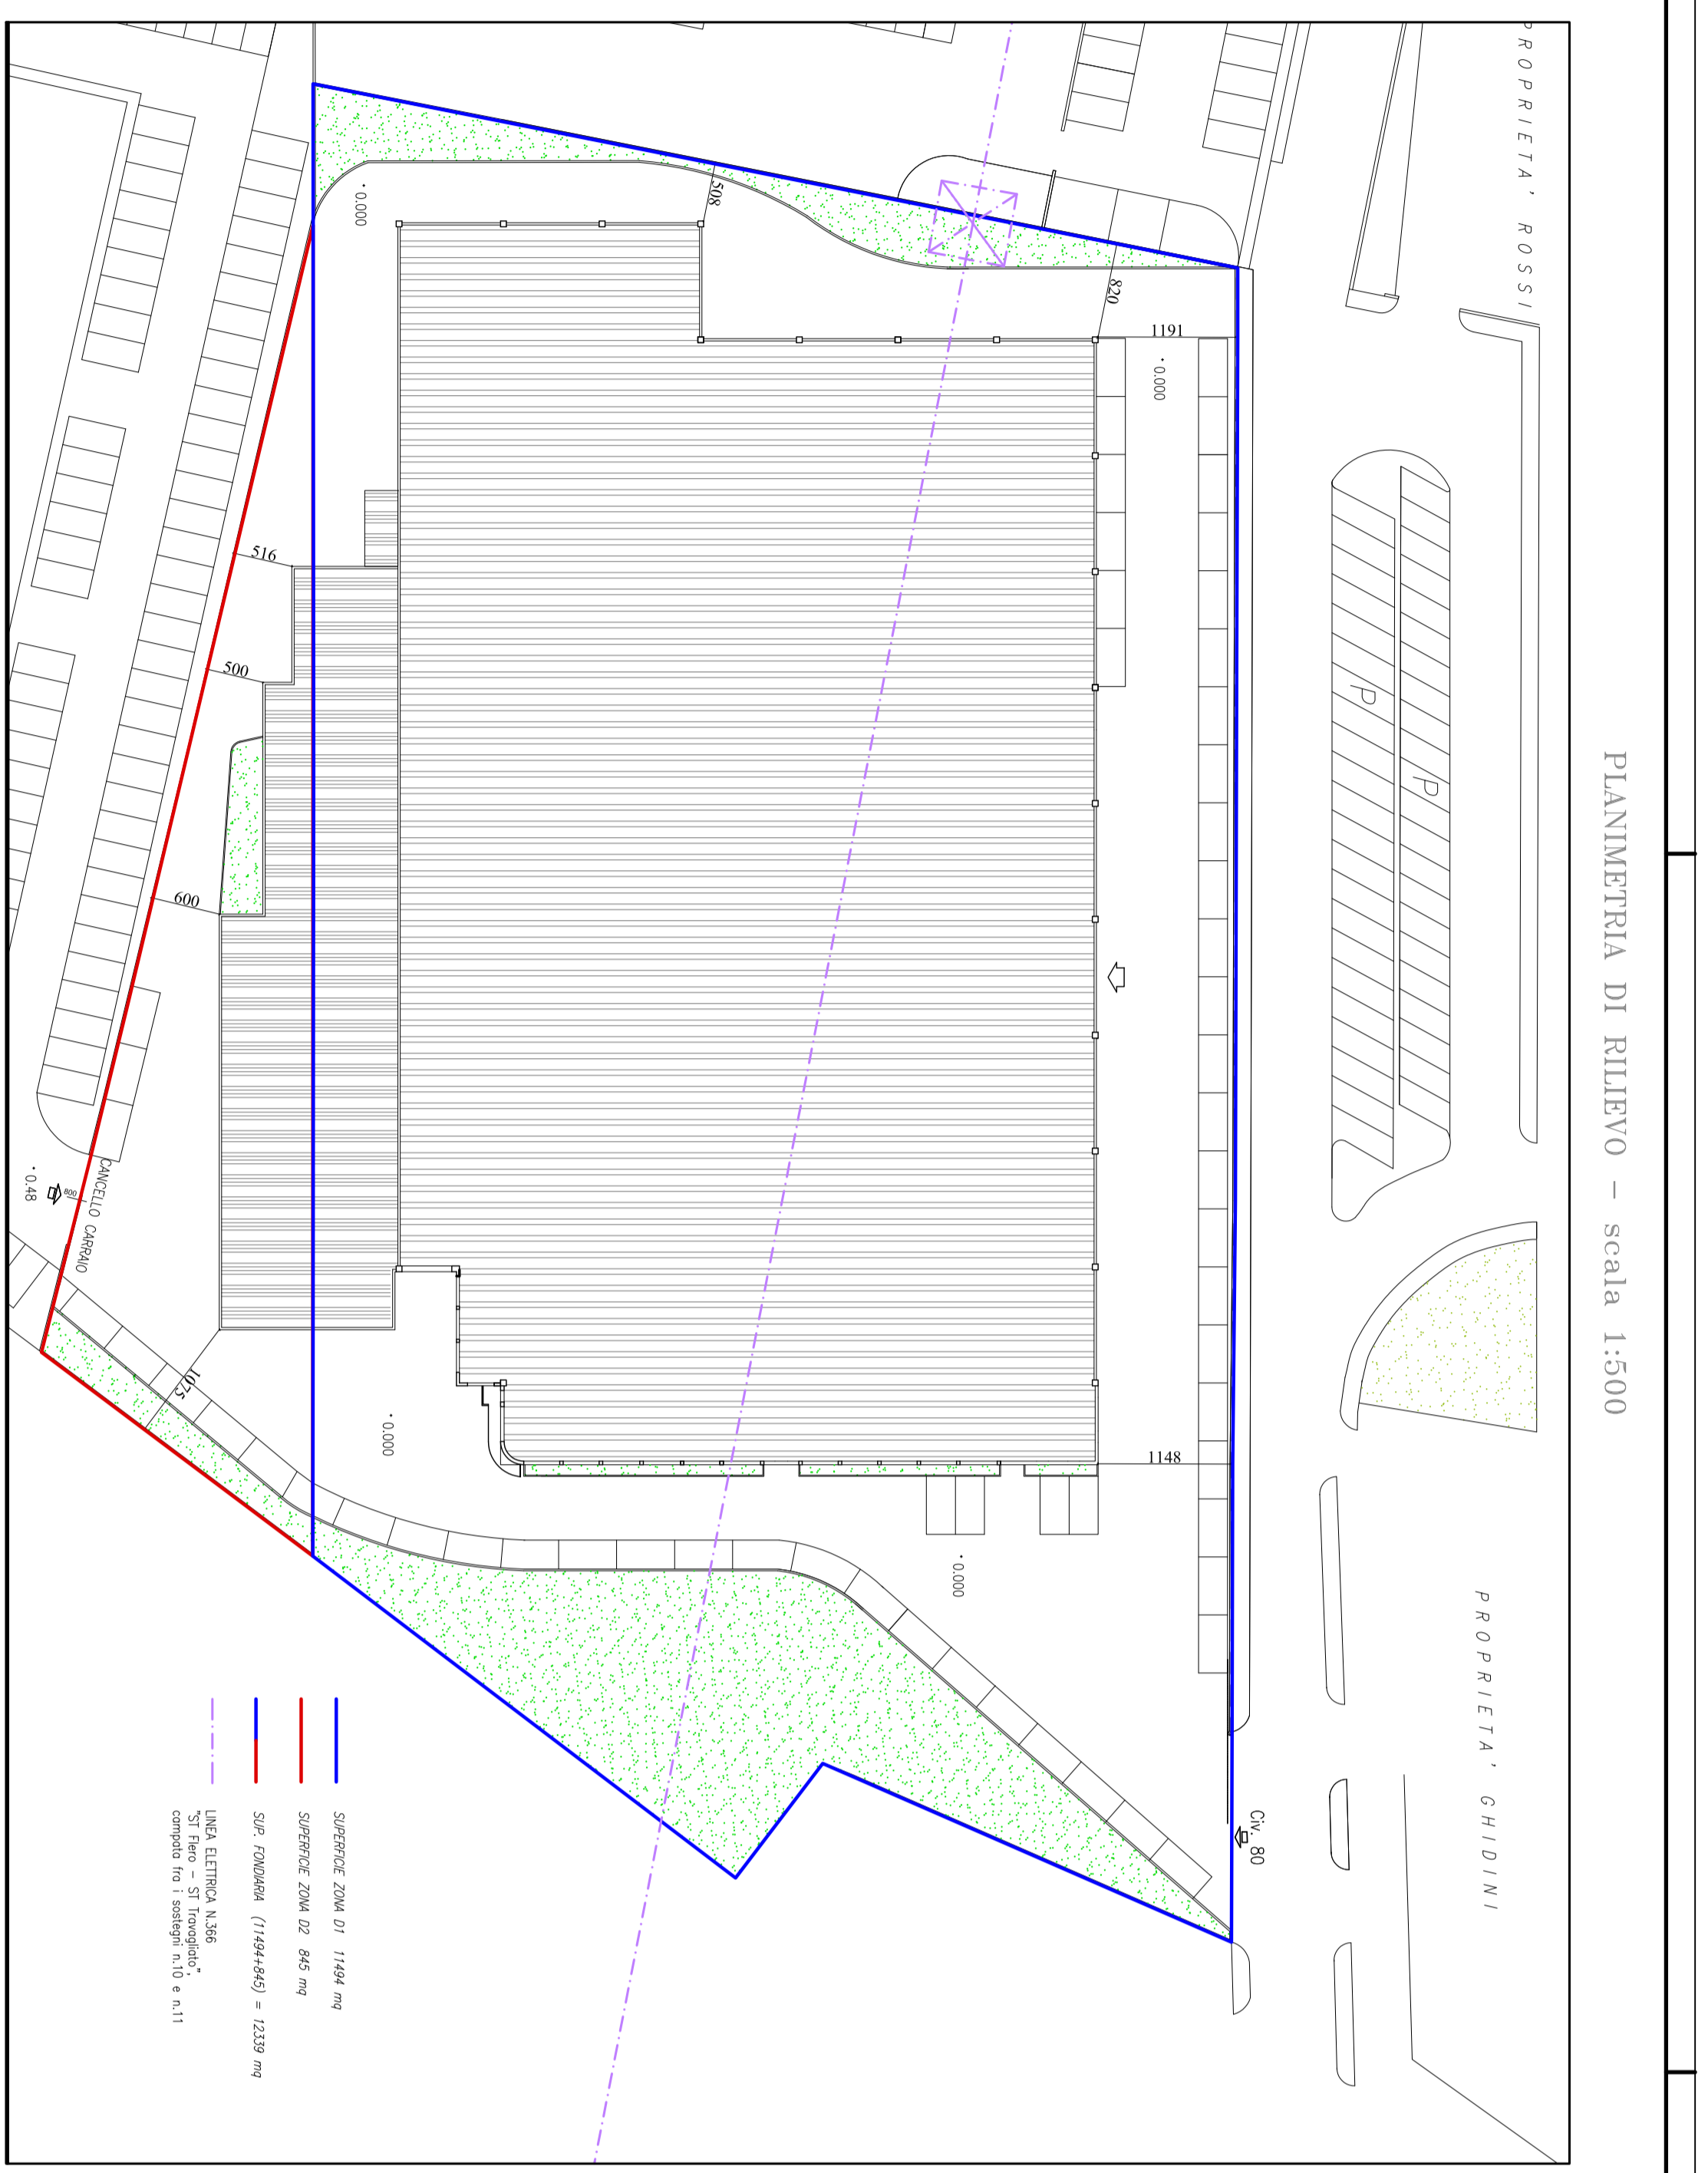 PLANIMETRIA DI RILIEVO - scala 1:500
PROPRIETA' ROSSI
PROPRIETA' GHIDINI
P
P
Civ. 80
1191
820
508
0.000
0.000
1148
0.000
0.000
516
500
600
1075
CANCELLO CARRAIO
800
0.48
SUPERFICIE ZONA D1 11494 mq
SUPERFICIE ZONA D2 845 mq
SUP. FONDIARIA (11494+845) = 12339 mq
LINEA ELETTRICA N.366
"ST Flero - ST Travagliato",
campata fra i sostegni n.10 e n.11